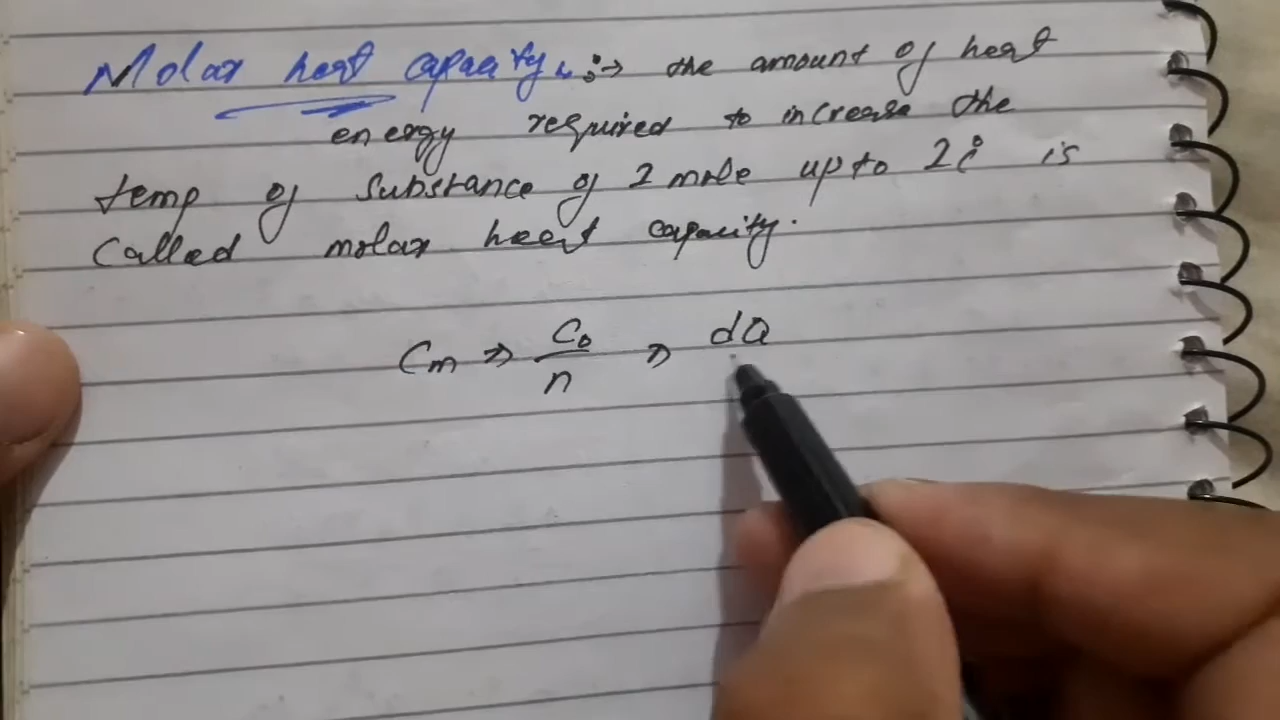 Molar heat capacity :→ the amount of heat
energy required to increase the
temp of substance of 1 mole up to 1°c is
called molar heat capacity.
Cm ⇒ C₀/n ⇒ dQ